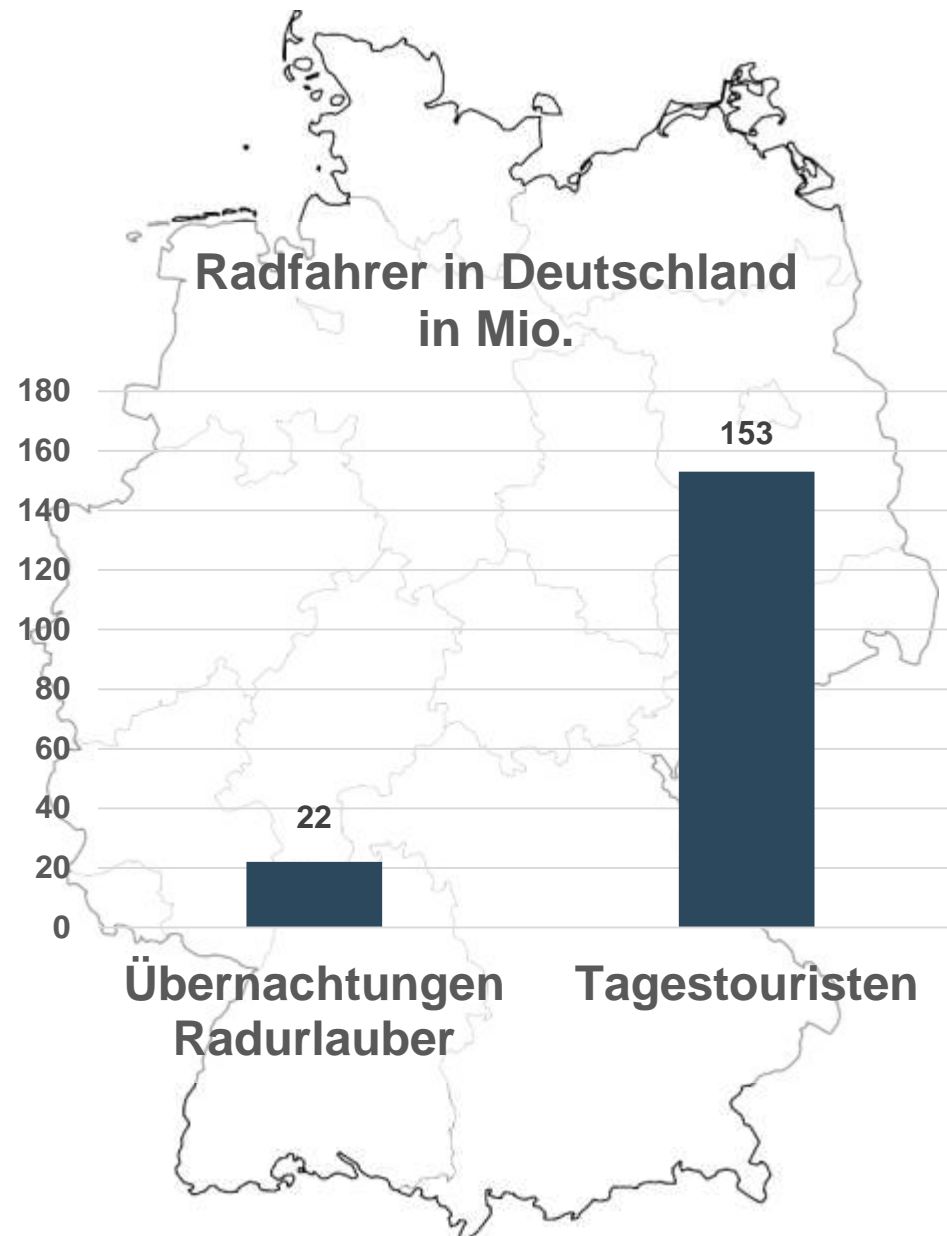 Radfahrer in Deutschland
in Mio.
180
160
140
120
100
80
60
40
20
0
153
22
Übernachtungen
Radurlauber
Tagestouristen